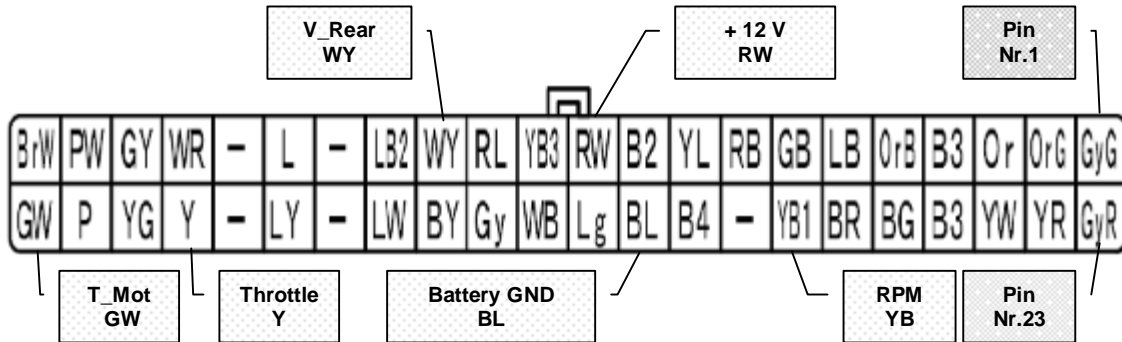 V_Rear
WY
+ 12 V
RW
Pin
Nr.1
BrW PW GY WR - L - LB2 WY RL YB3 RW B2 YL RB GB LB OrB B3 Or OrG GyG
GW P YG Y - LY - LW BY Gy WB Lg BL B4 - YB1 BR BG B3 YW YR GyR
T_Mot
GW
Throttle
Y
Battery GND
BL
RPM
YB
Pin
Nr.23